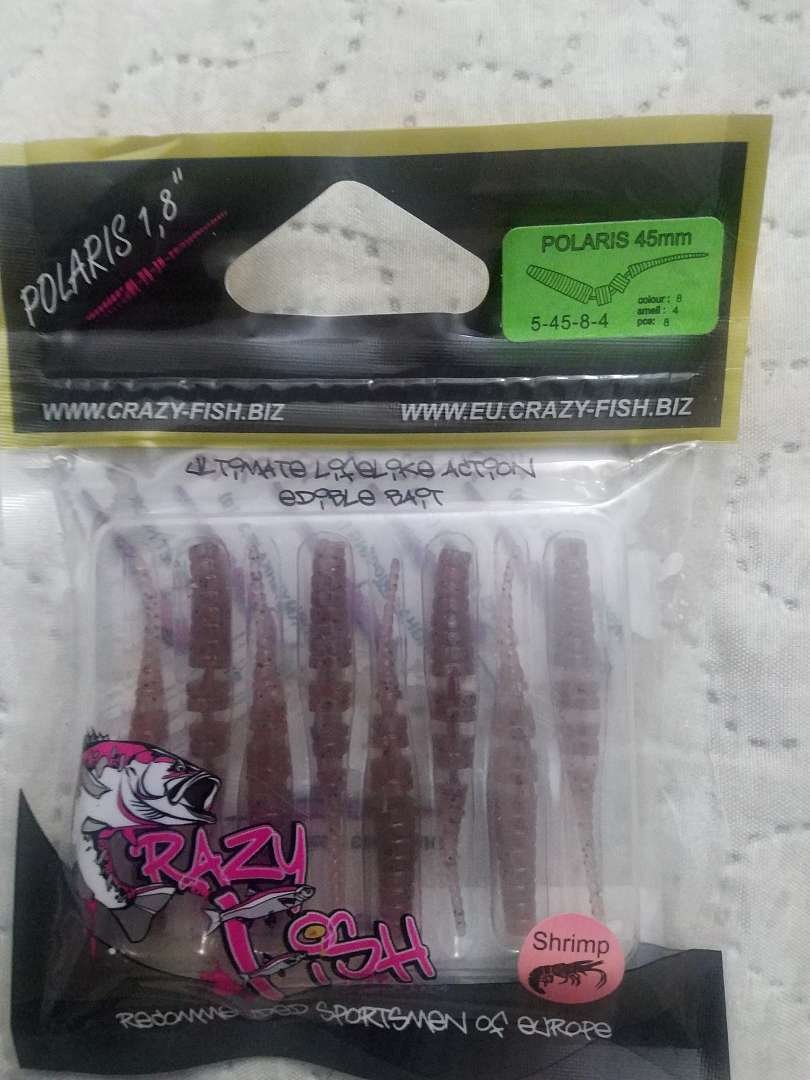 POLARIS 1,8"
POLARIS 45mm
5-45-8-4
colour: 8
smell: 4
pcs: 8
WWW.CRAZY-FISH.BIZ
WWW.EU.CRAZY-FISH.BIZ
ULTIMATE LIFELIKE ACTION
EDIBLE BAIT
CRAZY
FISH
Shrimp
RECOMMENDED SPORTSMEN OF EUROPE